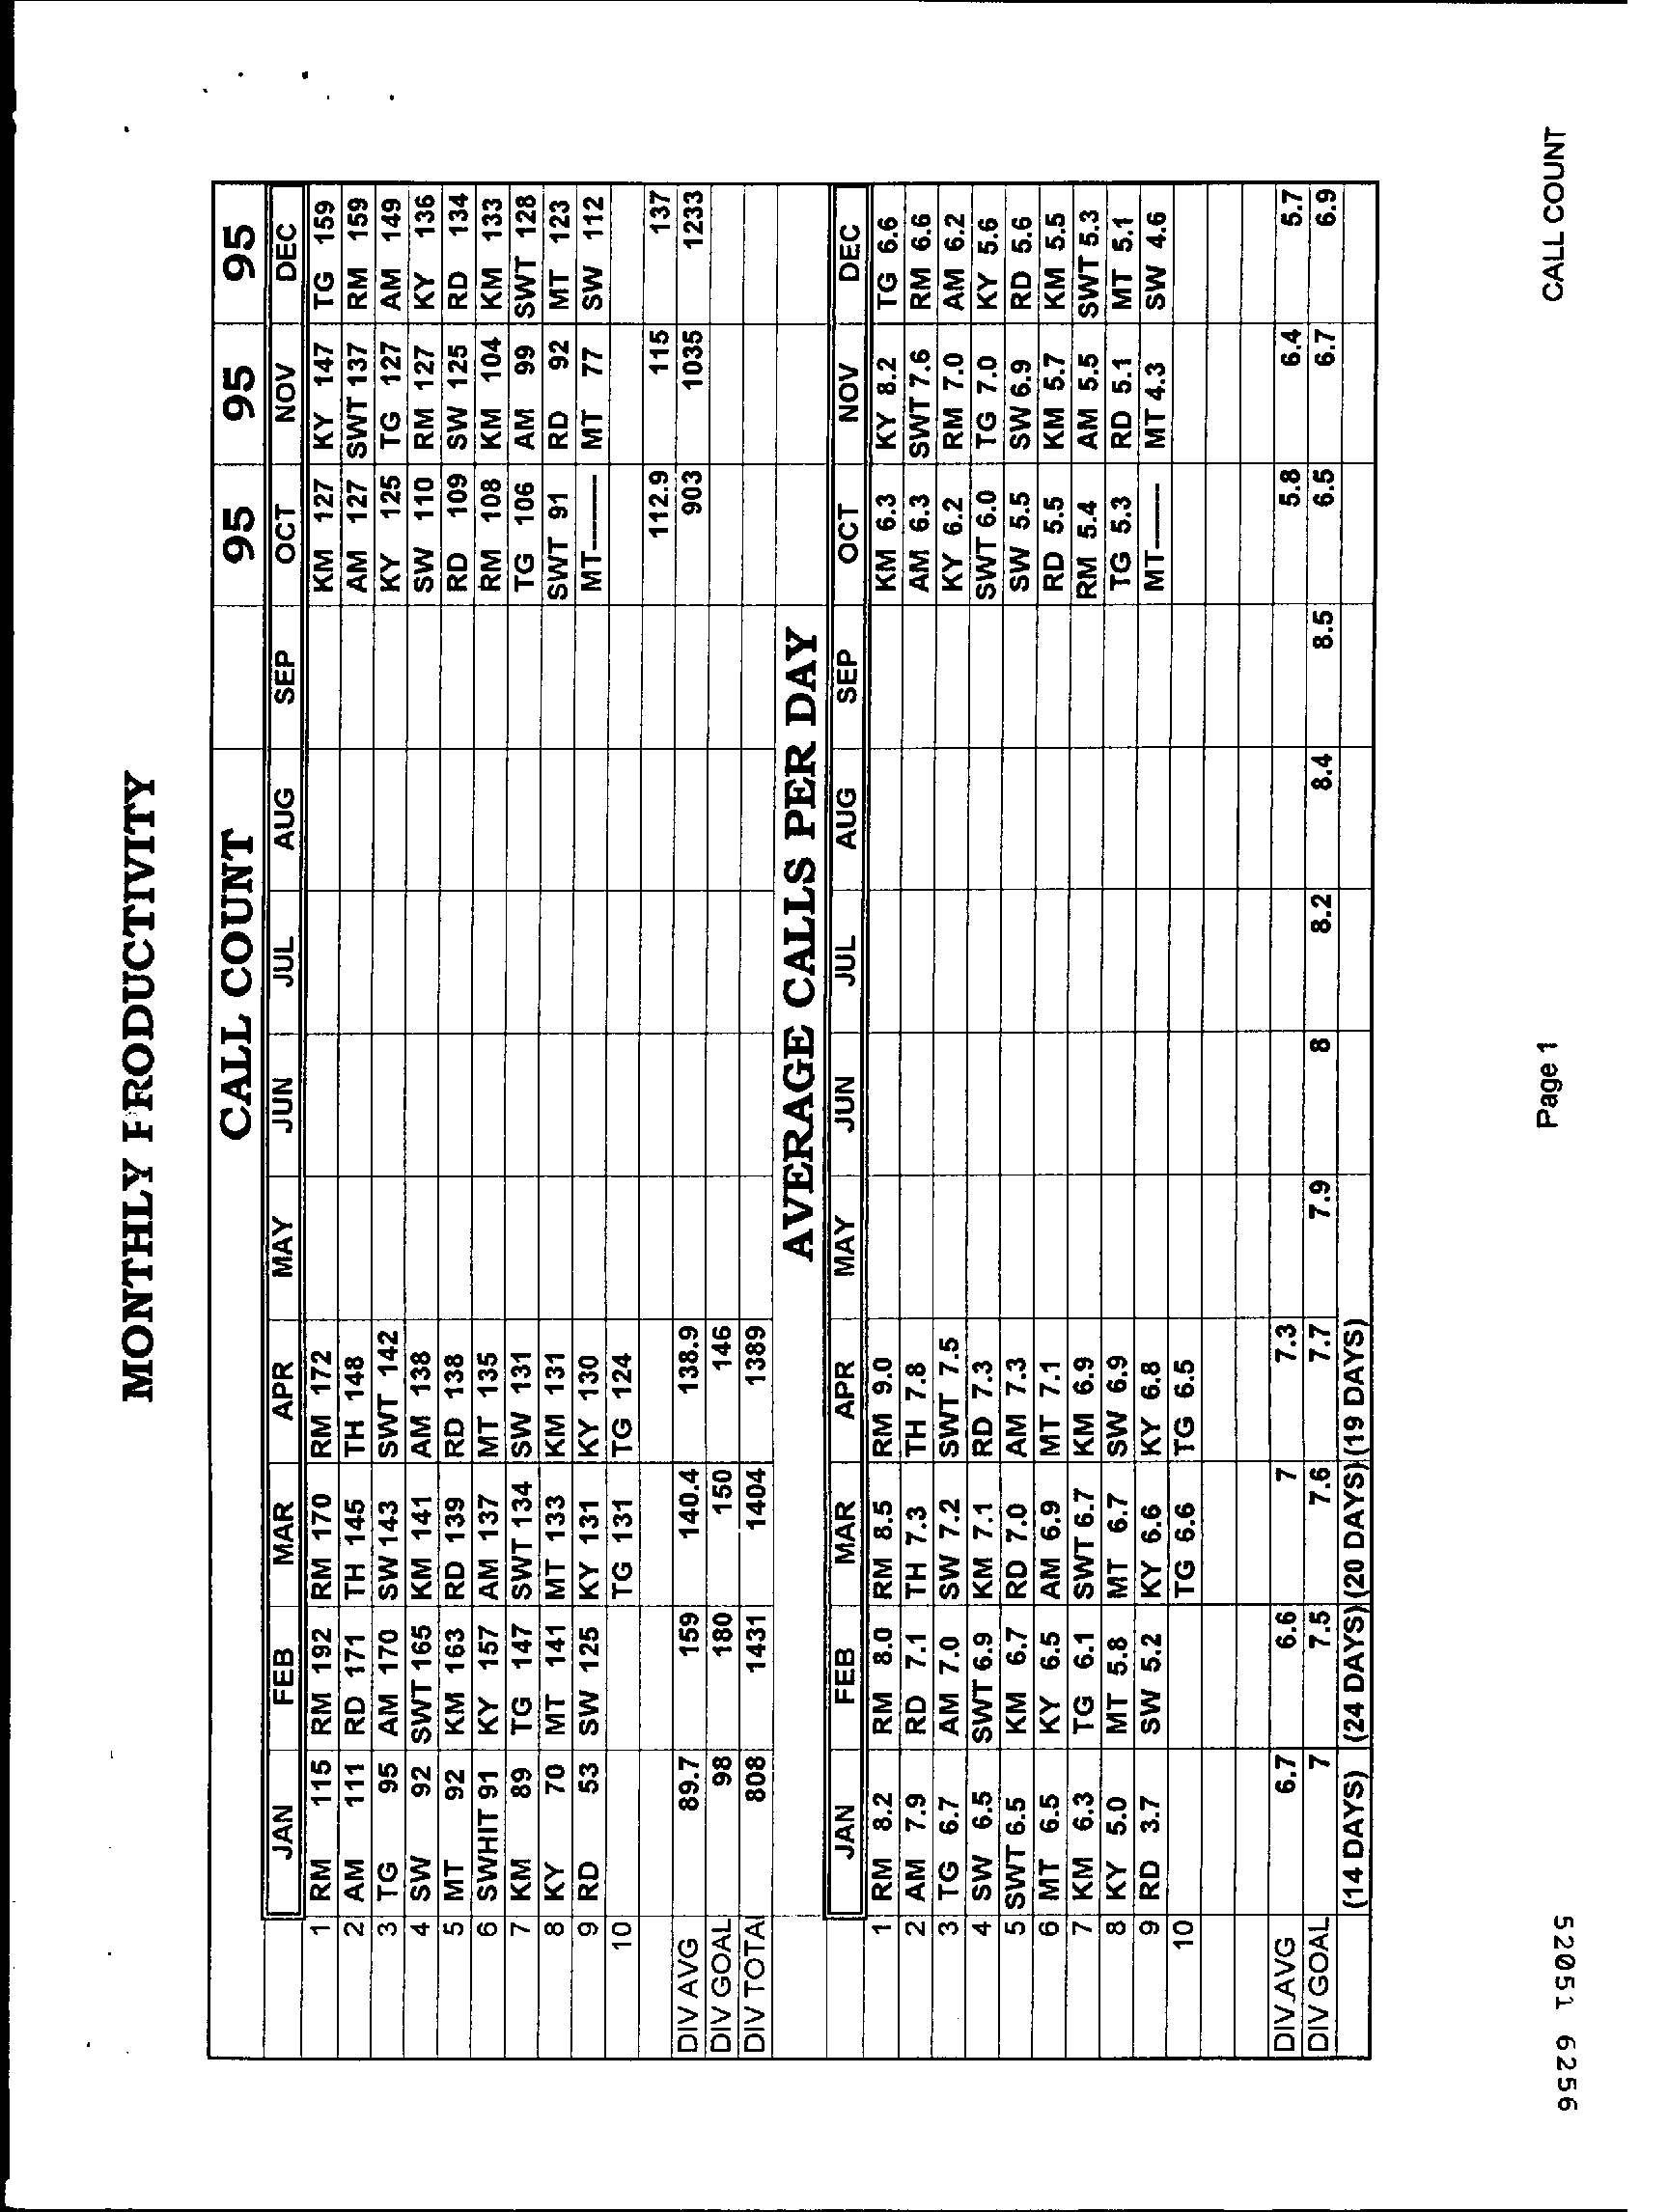 MONTHLY PRODUCTIVITY
CALL COUNT 95 95 95
JAN FEB MAR APR MAY JUN JUL AUG SEP OCT NOV DEC
1 RM 115 RM 192 RM 170 RM 172 KM 127 KY 147 TG 159
2 AM 111 RD 171 TH 145 TH 148 AM 127 SWT 137 RM 159
3 TG 95 AM 170 SW 143 SWT 142 KY 125 TG 127 AM 149
4 SW 92 SWT 165 KM 141 AM 138 SW 110 RM 127 KY 136
5 MT 92 KM 163 RD 139 RD 138 RD 109 SW 125 RD 134
6 SWHIT 91 KY 157 AM 137 MT 135 RM 108 KM 104 KM 133
7 KM 89 TG 147 SWT 134 SW 131 TG 106 AM 99 SWT 128
8 KY 70 MT 141 MT 133 KM 131 SWT 91 RD 92 MT 123
9 RD 53 SW 125 KY 131 KY 130 MT-------- MT 77 SW 112
10 TG 131 TG 124
112.9 115 137
DIV AVG 89.7 159 140.4 138.9 903 1035 1233
DIV GOAL 98 180 150 146
DIV TOTAL 808 1431 1404 1389
AVERAGE CALLS PER DAY
JAN FEB MAR APR MAY JUN JUL AUG SEP OCT NOV DEC
1 RM 8.2 RM 8.0 RM 8.5 RM 9.0 KM 6.3 KY 8.2 TG 6.6
2 AM 7.9 RD 7.1 TH 7.3 TH 7.8 AM 6.3 SWT 7.6 RM 6.6
3 TG 6.7 AM 7.0 SW 7.2 SWT 7.5 KY 6.2 RM 7.0 AM 6.2
4 SW 6.5 SWT 6.9 KM 7.1 RD 7.3 SWT 6.0 TG 7.0 KY 5.6
5 SWT 6.5 KM 6.7 RD 7.0 AM 7.3 SW 5.5 SW 6.9 RD 5.6
6 MT 6.5 KY 6.5 AM 6.9 MT 7.1 RD 5.5 KM 5.7 KM 5.5
7 KM 6.3 TG 6.1 SWT 6.7 KM 6.9 RM 5.4 AM 5.5 SWT 5.3
8 KY 5.0 MT 5.8 MT 6.7 SW 6.9 TG 5.3 RD 5.1 MT 5.1
9 RD 3.7 SW 5.2 KY 6.6 KY 6.8 MT-------- MT 4.3 SW 4.6
10 TG 6.6 TG 6.5
DIV AVG 6.7 6.6 7 7.3 5.8 6.4 5.7
DIV GOAL 7 7.5 7.6 7.7 7.9 8 8.2 8.4 8.5 6.5 6.7 6.9
(14 DAYS) (24 DAYS) (20 DAYS) (19 DAYS)
52051 6256
Page 1
CALL COUNT